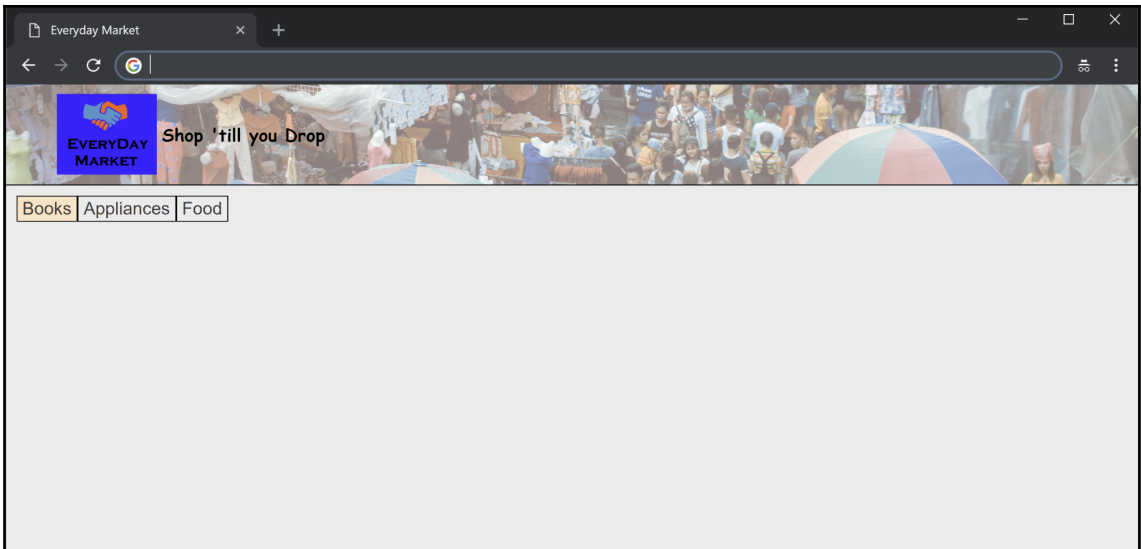 Everyday Market
EVERYDAY
MARKET
Shop 'till you Drop
Books Appliances Food